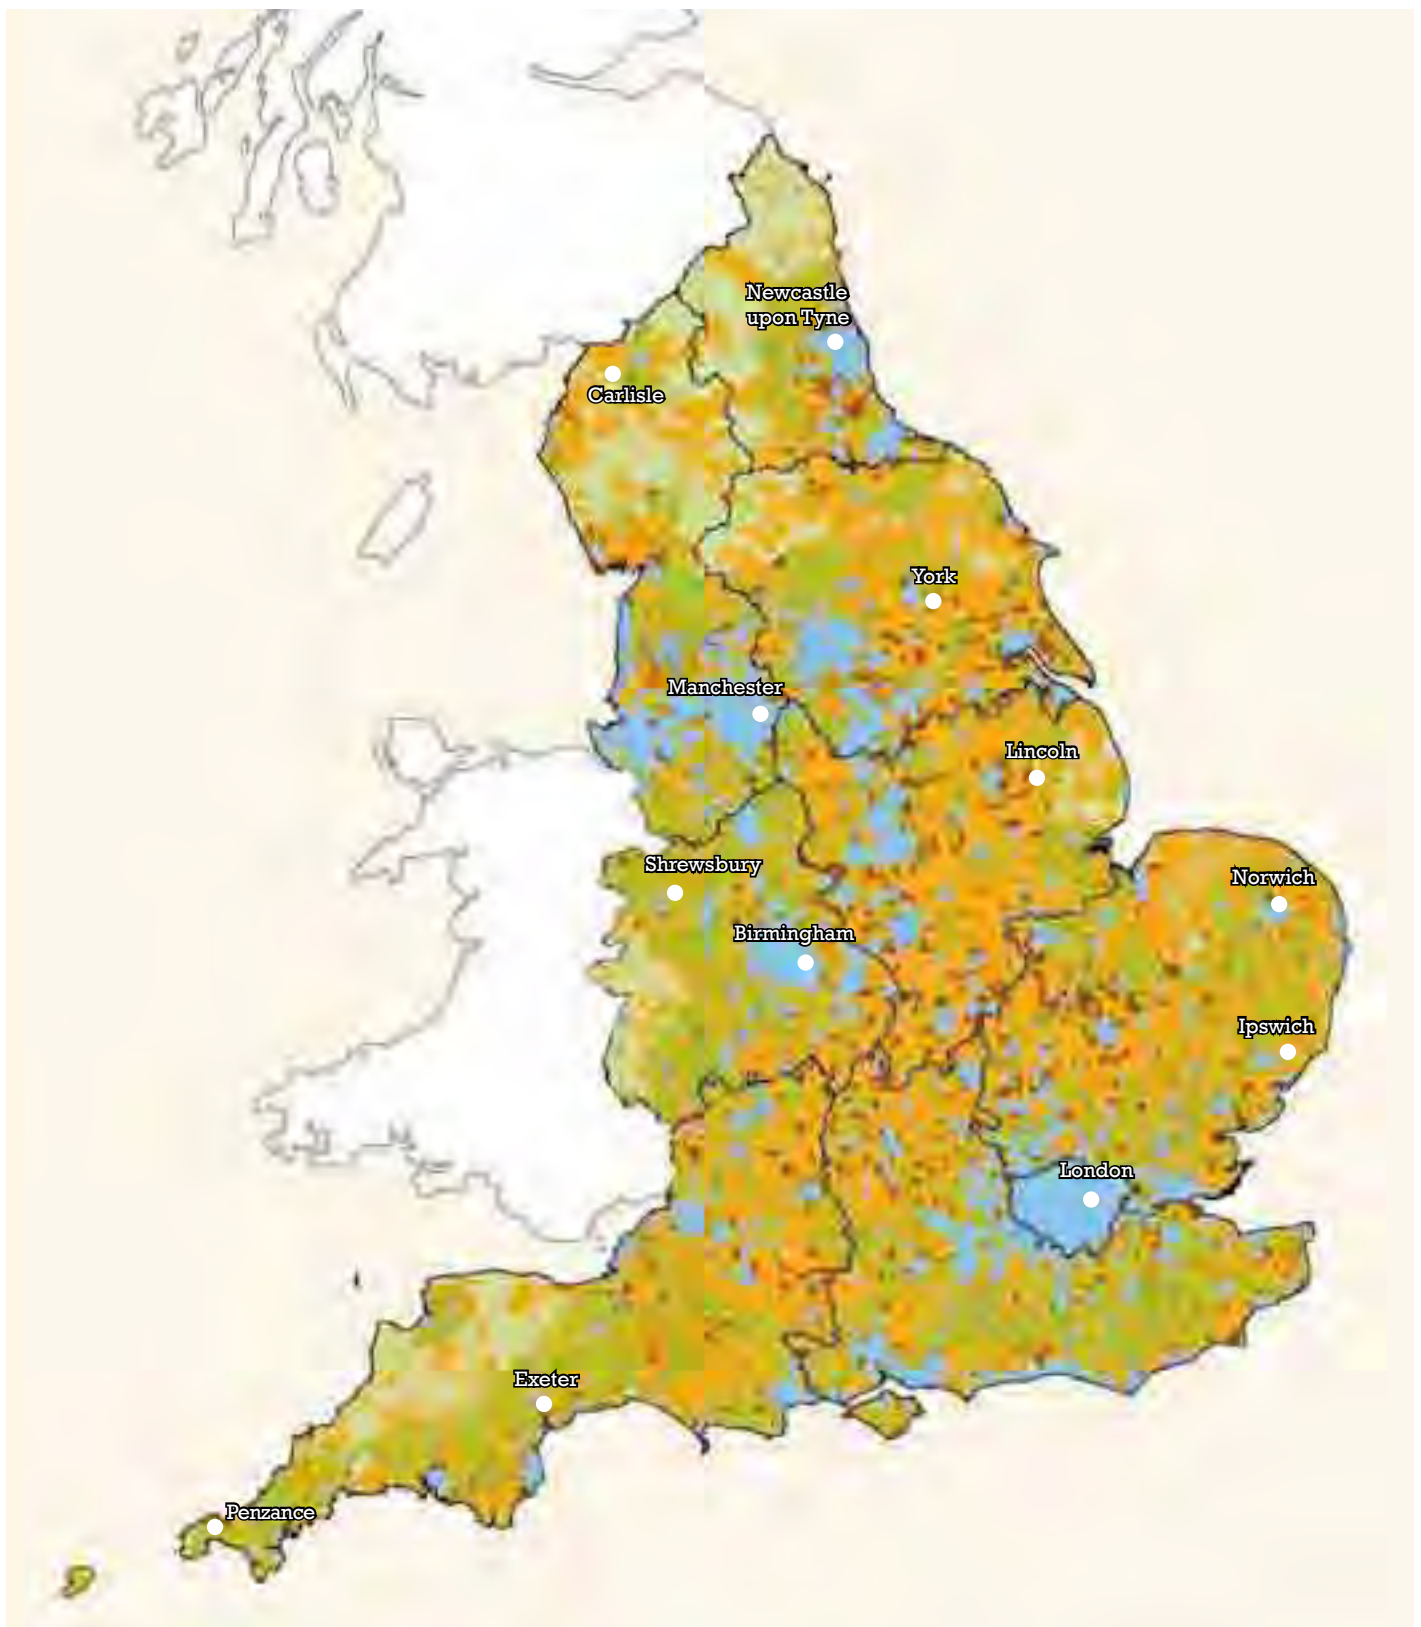 Newcastle
upon Tyne
Carlisle
York
Manchester
Lincoln
Shrewsbury
Norwich
Birmingham
Ipswich
London
Exeter
Penzance